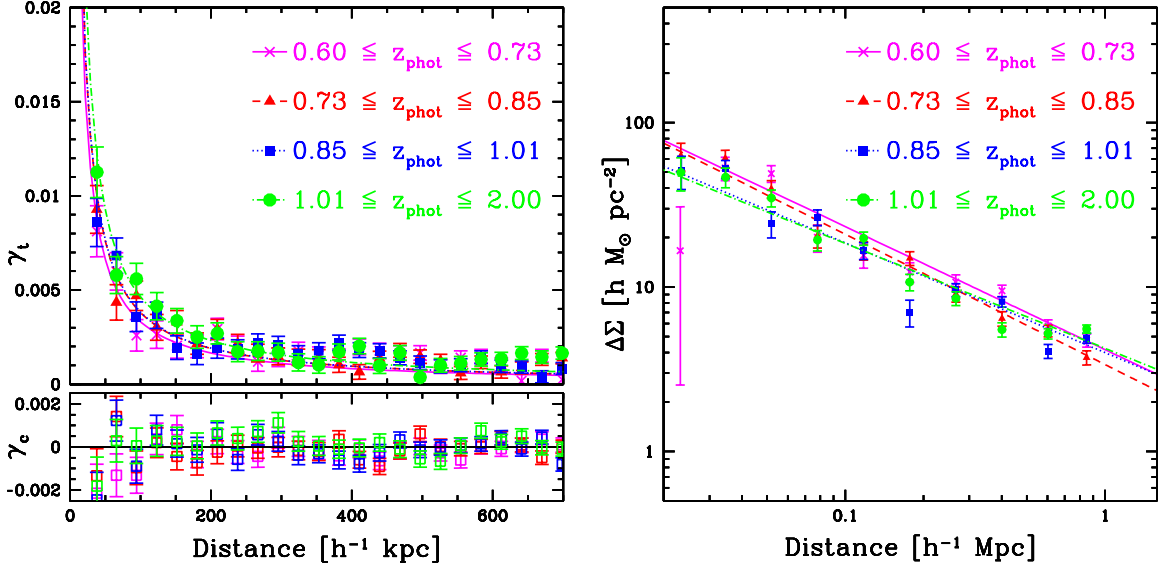 0.02
0.015
0.01
0.005
0
γt
0.60 ≦ zphot ≦ 0.73
0.73 ≦ zphot ≦ 0.85
0.85 ≦ zphot ≦ 1.01
1.01 ≦ zphot ≦ 2.00
0.002
0
-0.002
γc
0 200 400 600
Distance [h⁻¹ kpc]
100
10
1
ΔΣ [h M⊙ pc⁻²]
0.60 ≦ zphot ≦ 0.73
0.73 ≦ zphot ≦ 0.85
0.85 ≦ zphot ≦ 1.01
1.01 ≦ zphot ≦ 2.00
0.1 1
Distance [h⁻¹ Mpc]